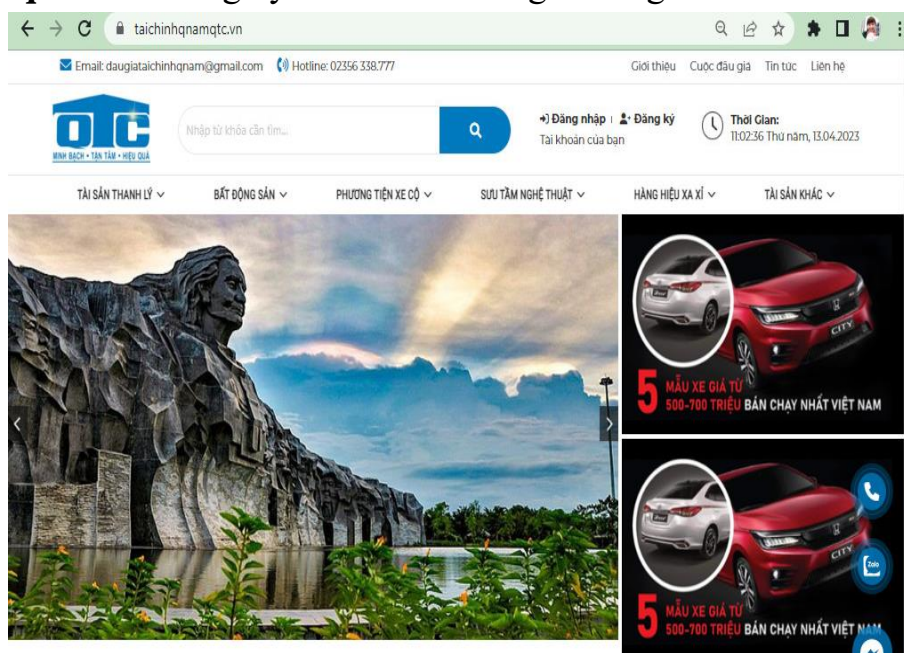 taichinhqnamqtc.vn
Email: daugiataichinhqnam@gmail.com Hotline: 02356 338.777 Giới thiệu Cuộc đấu giá Tin tức Liên hệ
QTC
MINH BẠCH • TẬN TÂM • HIỆU QUẢ
Nhập từ khóa cần tìm...
Đăng nhập | Đăng ký
Tài khoản của bạn
Thời Gian:
11:02:36 Thứ năm, 13.04.2023
TÀI SẢN THANH LÝ BẤT ĐỘNG SẢN PHƯƠNG TIỆN XE CỘ SƯU TẦM NGHỆ THUẬT HÀNG HIỆU XA XỈ TÀI SẢN KHÁC
CITY
5 MẪU XE GIÁ TỪ
500-700 TRIỆU BÁN CHẠY NHẤT VIỆT NAM
CITY
Zalo
5 MẪU XE GIÁ TỪ
500-700 TRIỆU BÁN CHẠY NHẤT VIỆT NAM